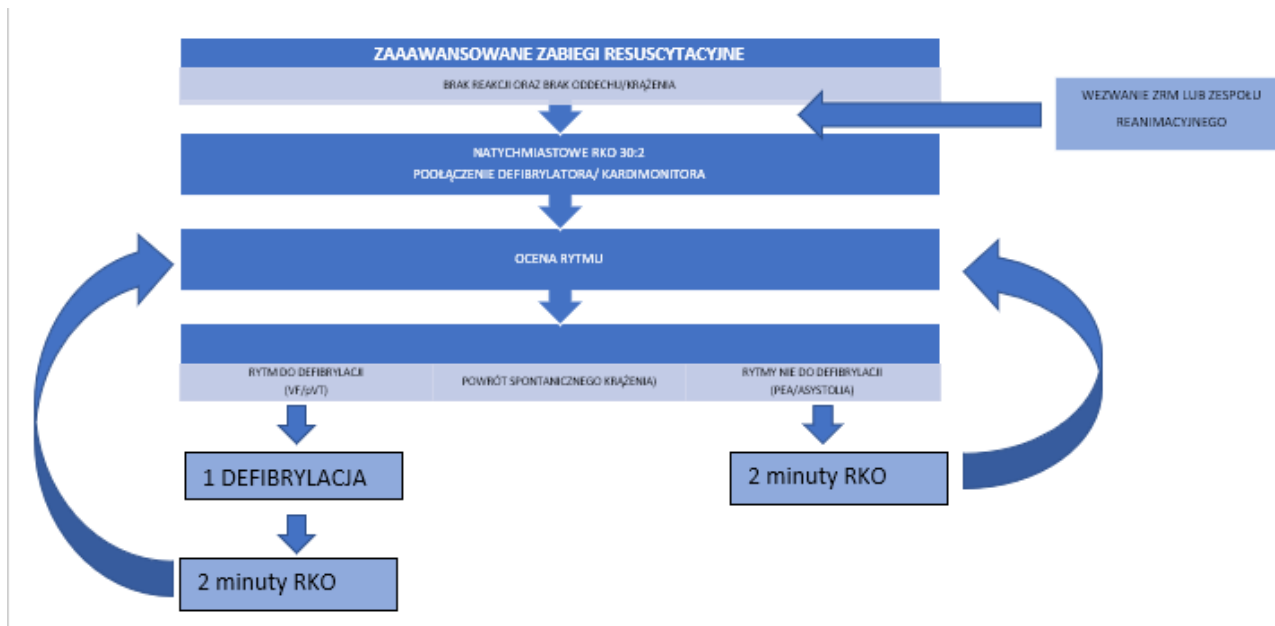 ZAAAWANSOWANE ZABIEGI RESUSCYTACYJNE
BRAK REAKCJI ORAZ BRAK ODDECHU/KRĄŻENIA
WEZWANIE ZRM LUB ZESPOŁU
REANIMACYJNEGO
NATYCHMIASTOWE RKO 30:2
PODŁĄCZENIE DEFIBRYLATORA/ KARDIMONITORA
OCENA RYTMU
RYTM DO DEFIBRYLACJI
(VF/pVT)
POWRÓT SPONTANICZNEGO KRĄŻENIA)
RYTMY NIE DO DEFIBRYLACJI
(PEA/ASYSTOLIA)
1 DEFIBRYLACJA
2 minuty RKO
2 minuty RKO